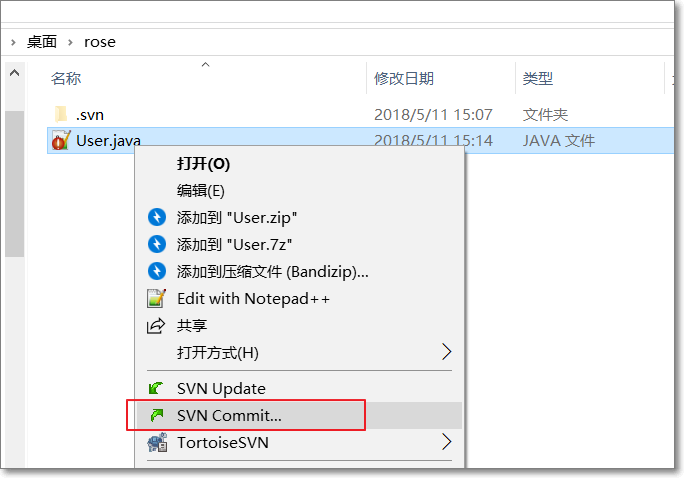 桌面 rose
名称 修改日期 类型
.svn 2018/5/11 15:07 文件夹
User.java 2018/5/11 15:14 JAVA 文件
打开(O)
编辑(E)
添加到 "User.zip"
添加到 "User.7z"
添加到压缩文件 (Bandizip)...
Edit with Notepad++
共享
打开方式(H)
SVN Update
SVN Commit...
TortoiseSVN